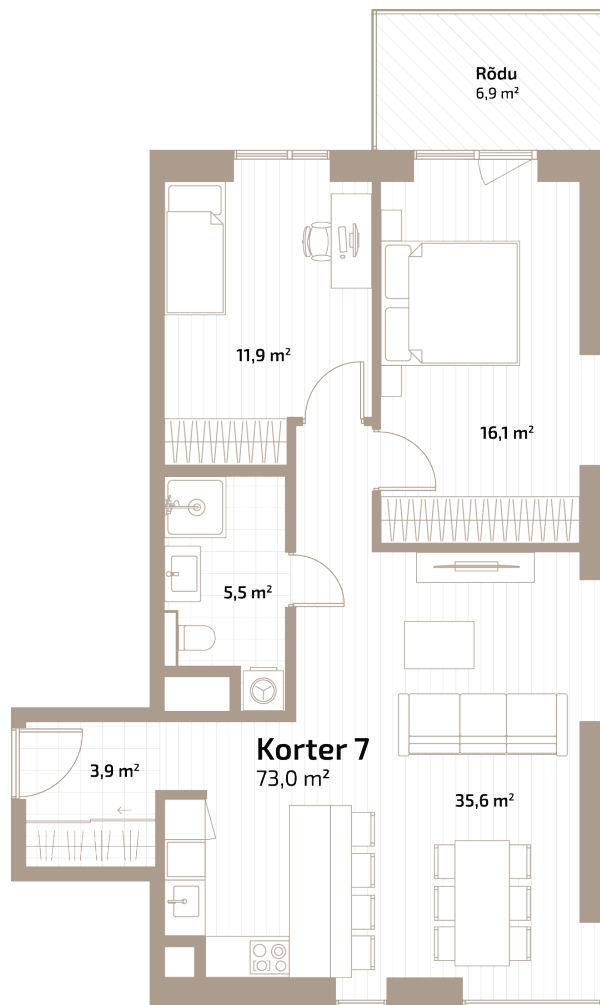 Rõdu
6,9 m²
11,9 m²
16,1 m²
5,5 m²
Korter 7
73,0 m²
3,9 m²
35,6 m²